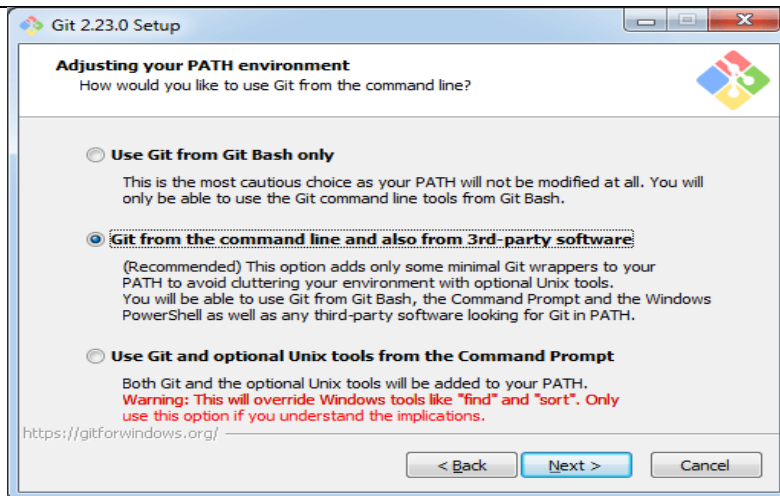 Git 2.23.0 Setup
Adjusting your PATH environment
How would you like to use Git from the command line?
Use Git from Git Bash only
This is the most cautious choice as your PATH will not be modified at all. You will
only be able to use the Git command line tools from Git Bash.
Git from the command line and also from 3rd-party software
(Recommended) This option adds only some minimal Git wrappers to your
PATH to avoid cluttering your environment with optional Unix tools.
You will be able to use Git from Git Bash, the Command Prompt and the Windows
PowerShell as well as any third-party software looking for Git in PATH.
Use Git and optional Unix tools from the Command Prompt
Both Git and the optional Unix tools will be added to your PATH.
Warning: This will override Windows tools like "find" and "sort". Only
use this option if you understand the implications.
https://gitforwindows.org/
< Back
Next >
Cancel